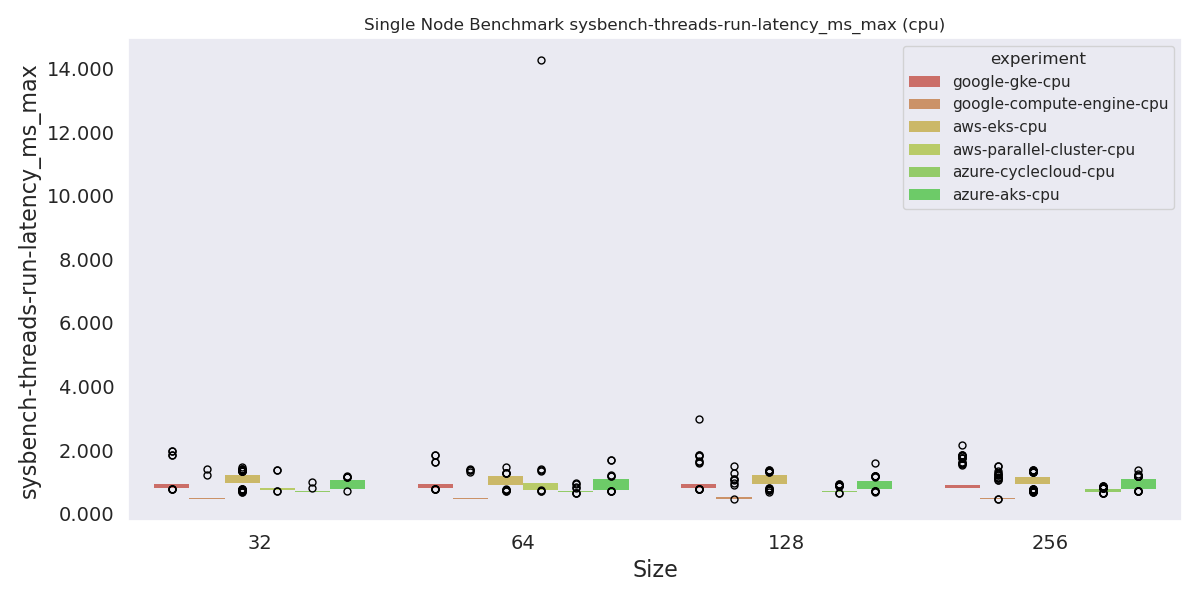 Single Node Benchmark sysbench-threads-run-latency_ms_max (cpu)
sysbench-threads-run-latency_ms_max
14.000
12.000
10.000
8.000
6.000
4.000
2.000
0.000
experiment
google-gke-cpu
google-compute-engine-cpu
aws-eks-cpu
aws-parallel-cluster-cpu
azure-cyclecloud-cpu
azure-aks-cpu
32 64 128 256
Size